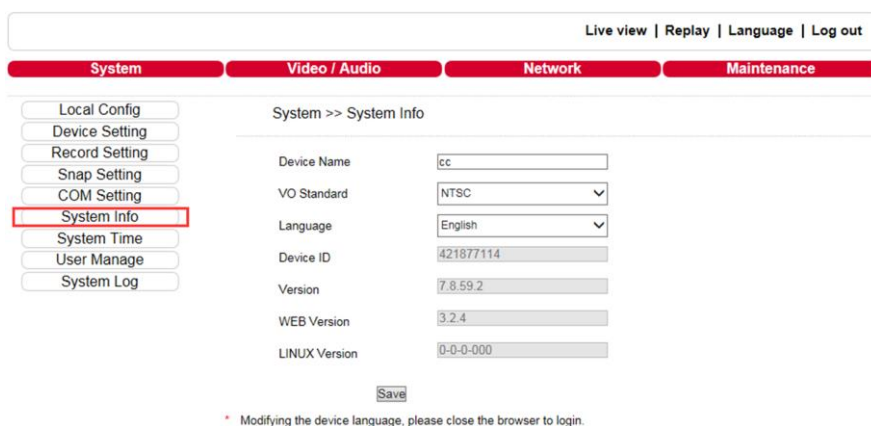 Live view | Replay | Language | Log out
System Video / Audio Network Maintenance
Local Config
Device Setting
Record Setting
Snap Setting
COM Setting
System Info
System Time
User Manage
System Log
System >> System Info
Device Name cc
VO Standard NTSC
Language English
Device ID 421877114
Version 7.8.59.2
WEB Version 3.2.4
LINUX Version 0-0-0-000
Save
* Modifying the device language, please close the browser to login.